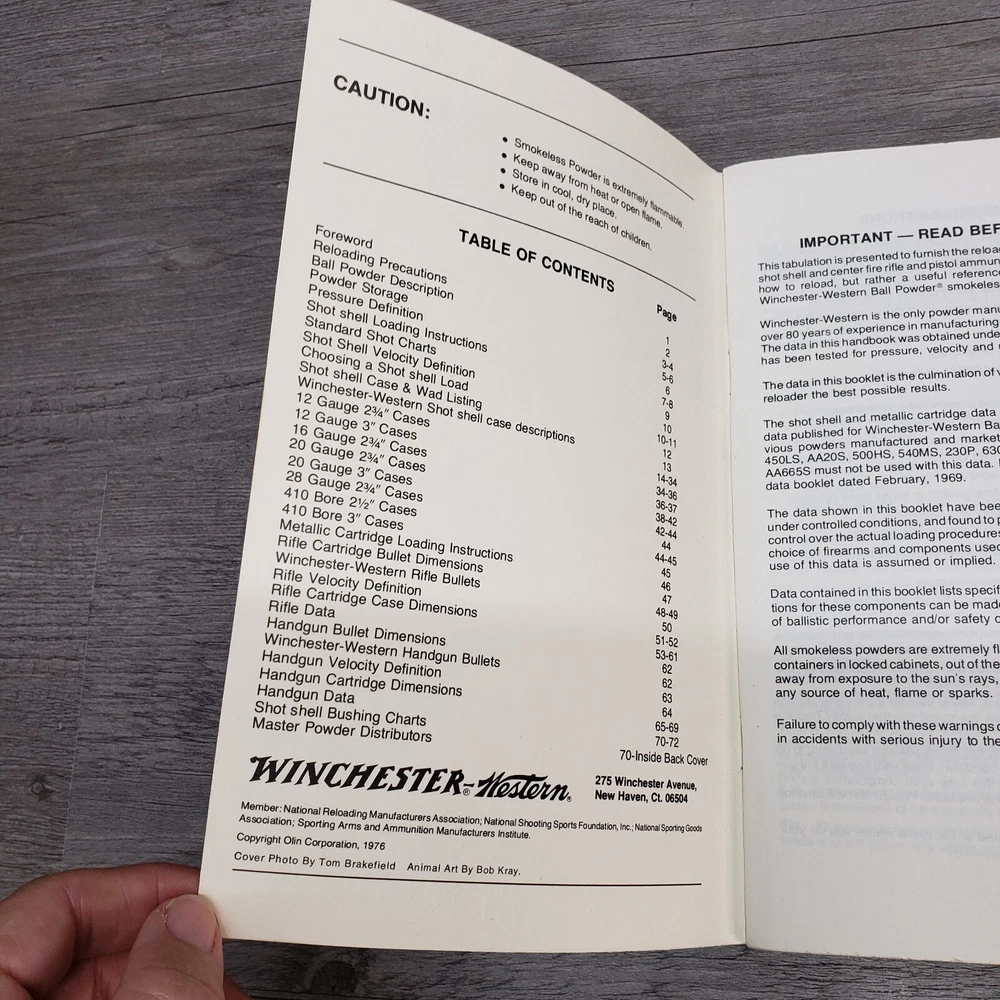 CAUTION:
• Smokeless Powder is extremely flammable.
• Keep away from heat or open flame.
• Store in cool, dry place.
• Keep out of the reach of children.
TABLE OF CONTENTS
Page
Foreword 1
Reloading Precautions 2
Ball Powder Description 3-4
Powder Storage 5-6
Pressure Definition 6
Shot shell Loading Instructions 7-8
Standard Shot Charts 9
Shot Shell Velocity Definition 10
Choosing a Shot shell Load 10-11
Shot shell Case & Wad Listing 12
Winchester-Western Shot shell case descriptions 13
12 Gauge 2¾" Cases 14-34
12 Gauge 3" Cases 34-36
16 Gauge 2¾" Cases 36-37
20 Gauge 2¾" Cases 38-42
20 Gauge 3" Cases 42-44
28 Gauge 2¾" Cases 44
410 Bore 2½" Cases 44-45
410 Bore 3" Cases 45
Metallic Cartridge Loading Instructions 46
Rifle Cartridge Bullet Dimensions 47
Winchester-Western Rifle Bullets 48-49
Rifle Velocity Definition 50
Rifle Cartridge Case Dimensions 51-52
Rifle Data 53-61
Handgun Bullet Dimensions 62
Winchester-Western Handgun Bullets 62
Handgun Velocity Definition 63
Handgun Cartridge Dimensions 64
Handgun Data 65-69
Shot shell Bushing Charts 70-72
Master Powder Distributors 70-Inside Back Cover
WINCHESTER-Western®
275 Winchester Avenue,
New Haven, Ct. 06504
Member: National Reloading Manufacturers Association; National Shooting Sports Foundation, Inc.; National Sporting Goods
Association; Sporting Arms and Ammunition Manufacturers Institute.
Copyright Olin Corporation, 1976
Cover Photo By Tom Brakefield Animal Art By Bob Kray.
IMPORTANT — READ BEF
This tabulation is presented to furnish the reloa
shot shell and center fire rifle and pistol ammun
how to reload, but rather a useful reference
Winchester-Western Ball Powder® smokeles
Winchester-Western is the only powder manu
over 80 years of experience in manufacturing
The data in this handbook was obtained unde
has been tested for pressure, velocity and
The data in this booklet is the culmination of v
reloader the best possible results.
The shot shell and metallic cartridge data
data published for Winchester-Western Ba
vious powders manufactured and market
450LS, AA20S, 500HS, 540MS, 230P, 630
AA665S must not be used with this data.
data booklet dated February, 1969.
The data shown in this booklet have bee
under controlled conditions, and found to p
control over the actual loading procedure
choice of firearms and components used
use of this data is assumed or implied.
Data contained in this booklet lists specif
tions for these components can be made
of ballistic performance and/or safety o
All smokeless powders are extremely fl
containers in locked cabinets, out of the
away from exposure to the sun's rays,
any source of heat, flame or sparks.
Failure to comply with these warnings c
in accidents with serious injury to the